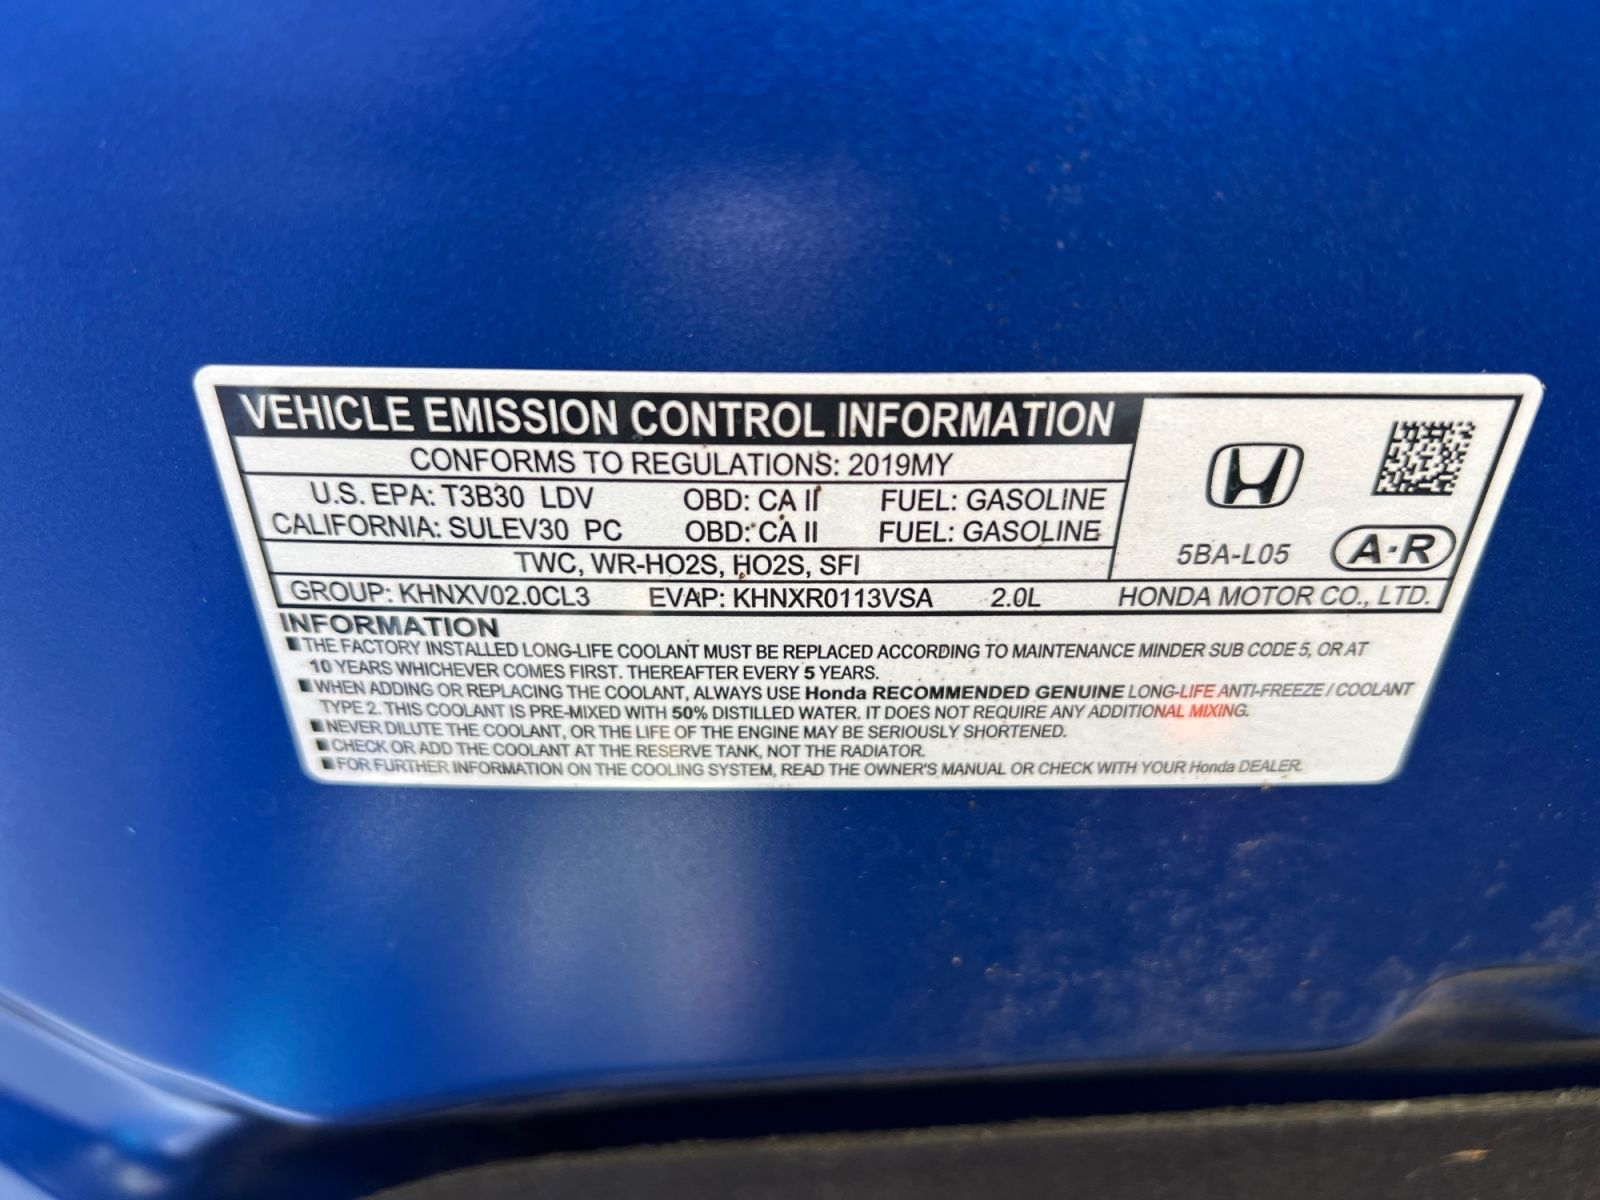 VEHICLE EMISSION CONTROL INFORMATION
CONFORMS TO REGULATIONS: 2019MY
U.S. EPA: T3B30 LDV OBD: CA II FUEL: GASOLINE
CALIFORNIA: SULEV30 PC OBD: CA II FUEL: GASOLINE
TWC, WR-HO2S, HO2S, SFI
5BA-L05 A-R
GROUP: KHNXV02.0CL3 EVAP: KHNXR0113VSA 2.0L HONDA MOTOR CO., LTD.
INFORMATION
■ THE FACTORY INSTALLED LONG-LIFE COOLANT MUST BE REPLACED ACCORDING TO MAINTENANCE MINDER SUB CODE 5, OR AT
10 YEARS WHICHEVER COMES FIRST. THEREAFTER EVERY 5 YEARS.
■ WHEN ADDING OR REPLACING THE COOLANT, ALWAYS USE Honda RECOMMENDED GENUINE LONG-LIFE ANTI-FREEZE / COOLANT
TYPE 2. THIS COOLANT IS PRE-MIXED WITH 50% DISTILLED WATER. IT DOES NOT REQUIRE ANY ADDITIONAL MIXING.
■ NEVER DILUTE THE COOLANT, OR THE LIFE OF THE ENGINE MAY BE SERIOUSLY SHORTENED.
■ CHECK OR ADD THE COOLANT AT THE RESERVE TANK, NOT THE RADIATOR.
■ FOR FURTHER INFORMATION ON THE COOLING SYSTEM, READ THE OWNER'S MANUAL OR CHECK WITH YOUR Honda DEALER.